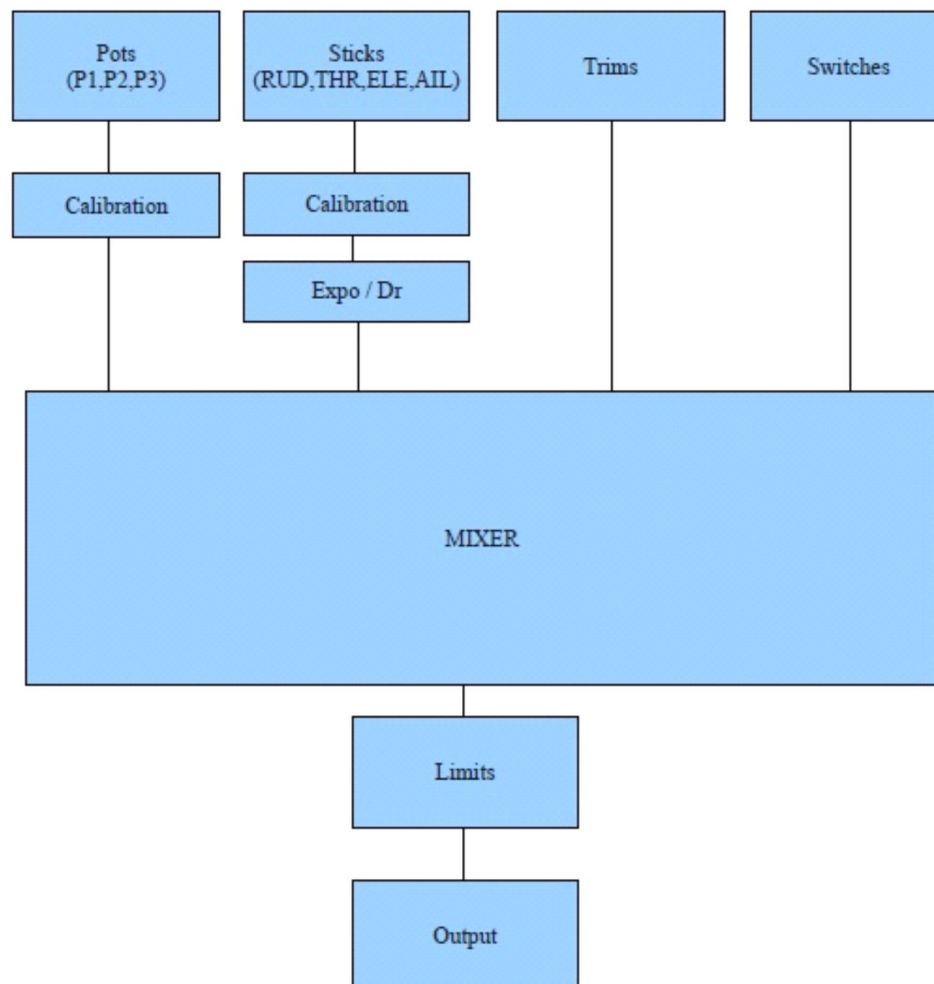 Pots
(P1,P2,P3)
Sticks
(RUD,THR,ELE,AIL)
Trims
Switches
Calibration
Calibration
Expo / Dr
MIXER
Limits
Output